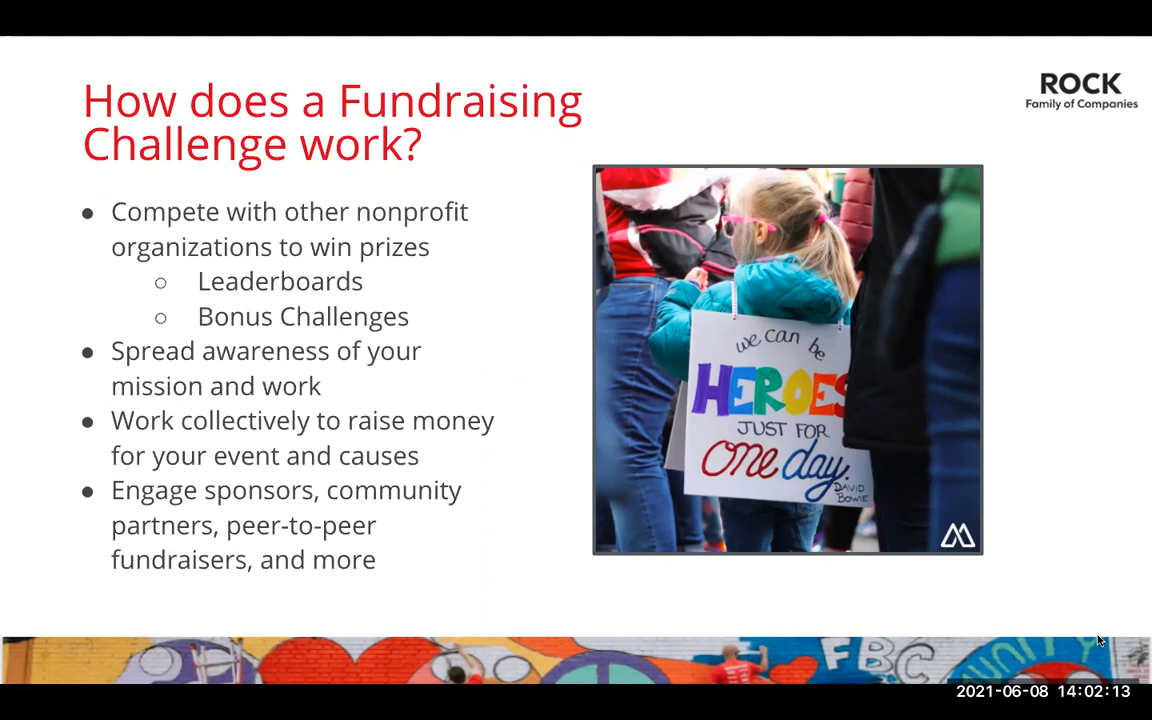 How does a Fundraising
Challenge work?
ROCK
Family of Companies
● Compete with other nonprofit
organizations to win prizes
○ Leaderboards
○ Bonus Challenges
● Spread awareness of your
mission and work
● Work collectively to raise money
for your event and causes
● Engage sponsors, community
partners, peer-to-peer
fundraisers, and more
we can be
HEROES
JUST FOR
one day.
DAVID
BOWIE
FBC
UNITY
2021-06-08 14:02:13